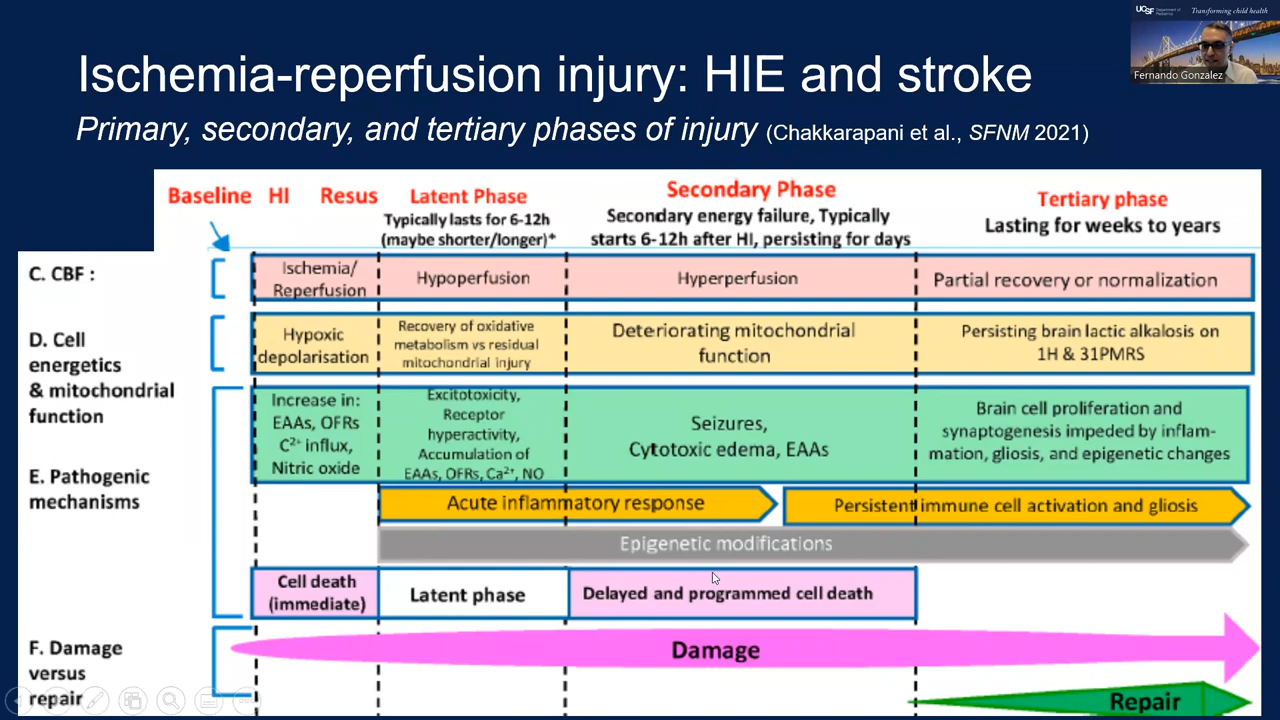 UCSF Department of Pediatrics Transforming child health
Fernando Gonzalez
Ischemia-reperfusion injury: HIE and stroke
Primary, secondary, and tertiary phases of injury (Chakkarapani et al., SFNM 2021)
Baseline HI Resus
Latent Phase
Typically lasts for 6-12h
(maybe shorter/longer)*
Secondary Phase
Secondary energy failure, Typically
starts 6-12h after HI, persisting for days
Tertiary phase
Lasting for weeks to years
C. CBF :
Ischemia/
Reperfusion
Hypoperfusion
Hyperperfusion
Partial recovery or normalization
D. Cell
energetics
& mitochondrial
function
Hypoxic
depolarisation
Recovery of oxidative
metabolism vs residual
mitochondrial injury
Deteriorating mitochondrial
function
Persisting brain lactic alkalosis on
1H & 31PMRS
E. Pathogenic
mechanisms
Increase in:
EAAs, OFRs
C²⁺ influx,
Nitric oxide
Excitotoxicity,
Receptor
hyperactivity,
Accumulation of
EAAs, OFRs, Ca²⁺, NO
Seizures,
Cytotoxic edema, EAAs
Brain cell proliferation and
synaptogenesis impeded by inflam-
mation, gliosis, and epigenetic changes
Acute inflammatory response
Persistent immune cell activation and gliosis
Epigenetic modifications
Cell death
(immediate)
Latent phase
Delayed and programmed cell death
F. Damage
versus
repair
Damage
Repair